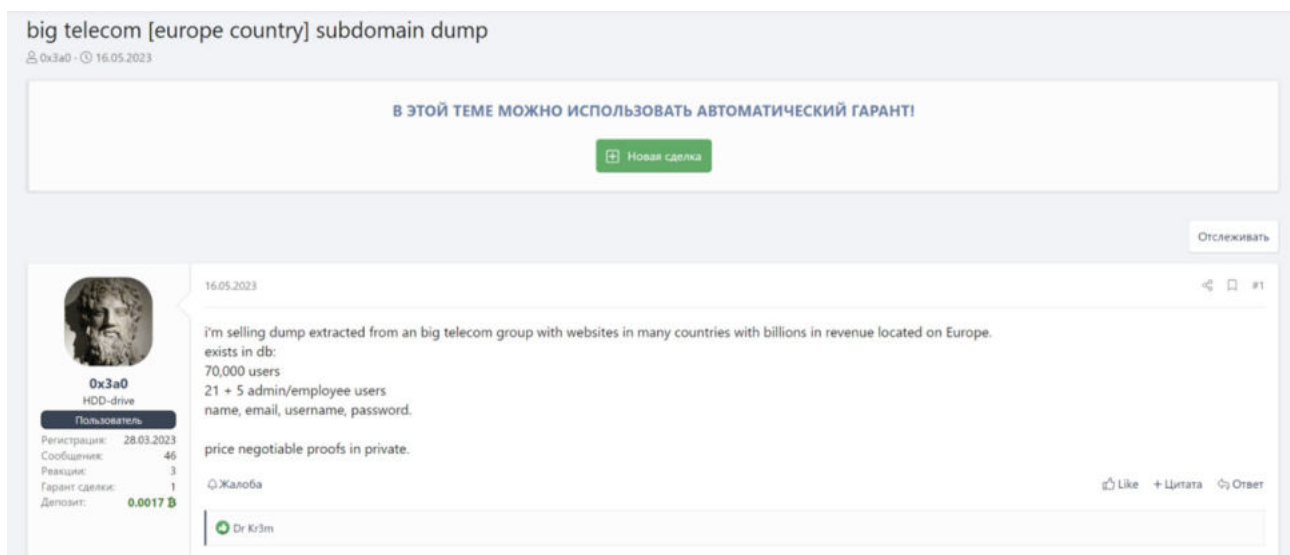 big telecom [europe country] subdomain dump
0x3a0 · 16.05.2023
В ЭТОЙ ТЕМЕ МОЖНО ИСПОЛЬЗОВАТЬ АВТОМАТИЧЕСКИЙ ГАРАНТ!
Новая сделка
Отслеживать
0x3a0
HDD-drive
Пользователь
Регистрация: 28.03.2023
Сообщения: 46
Реакции: 3
Гарант сделки: 1
Депозит: 0.0017 ₿
16.05.2023
#1
i'm selling dump extracted from an big telecom group with websites in many countries with billions in revenue located on Europe.
exists in db:
70,000 users
21 + 5 admin/employee users
name, email, username, password.
price negotiable proofs in private.
Жалоба
Like + Цитата Ответ
Dr Kr3m